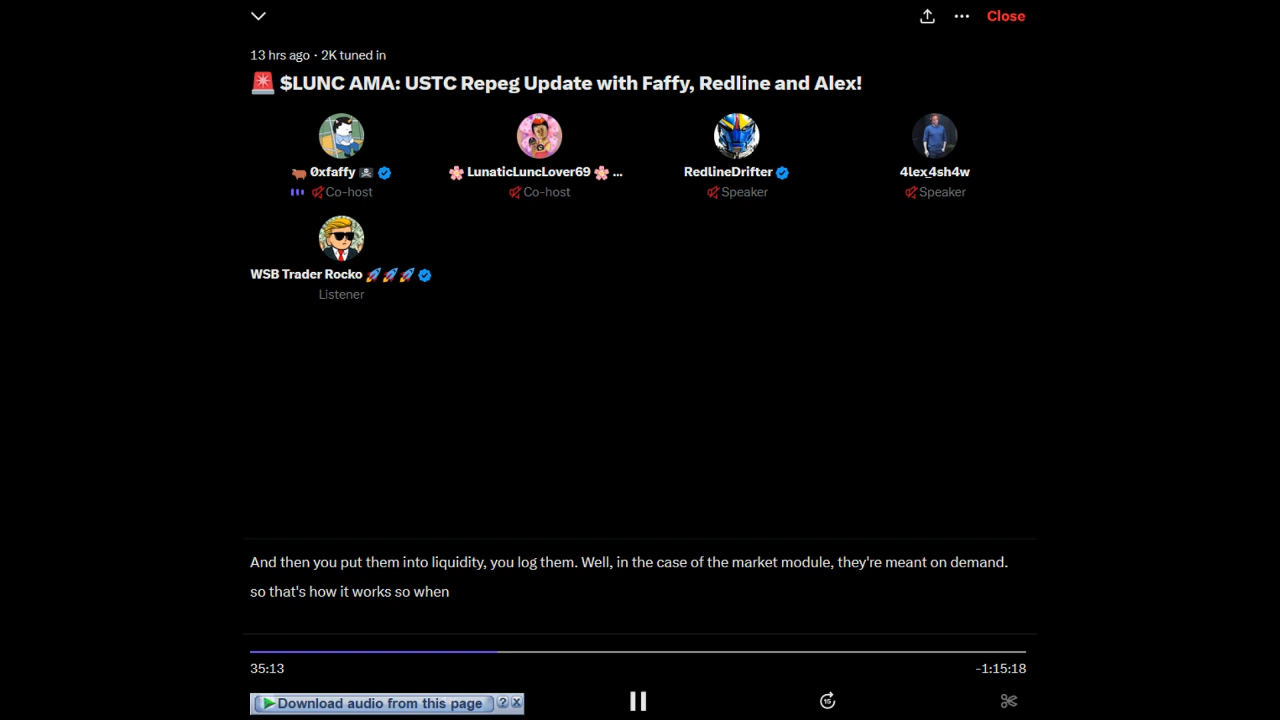 Close
13 hrs ago · 2K tuned in
🚨 $LUNC AMA: USTC Repeg Update with Faffy, Redline and Alex!
🐂 0xfaffy 🏴‍☠️ 🌸 LunaticLuncLover69 🌸 ... RedlineDrifter 4lex_4sh4w
Co-host Co-host Speaker Speaker
WSB Trader Rocko 🚀🚀🚀
Listener
And then you put them into liquidity, you log them. Well, in the case of the market module, they're meant on demand.
so that's how it works so when
35:13 -1:15:18
Download audio from this page ? X
15